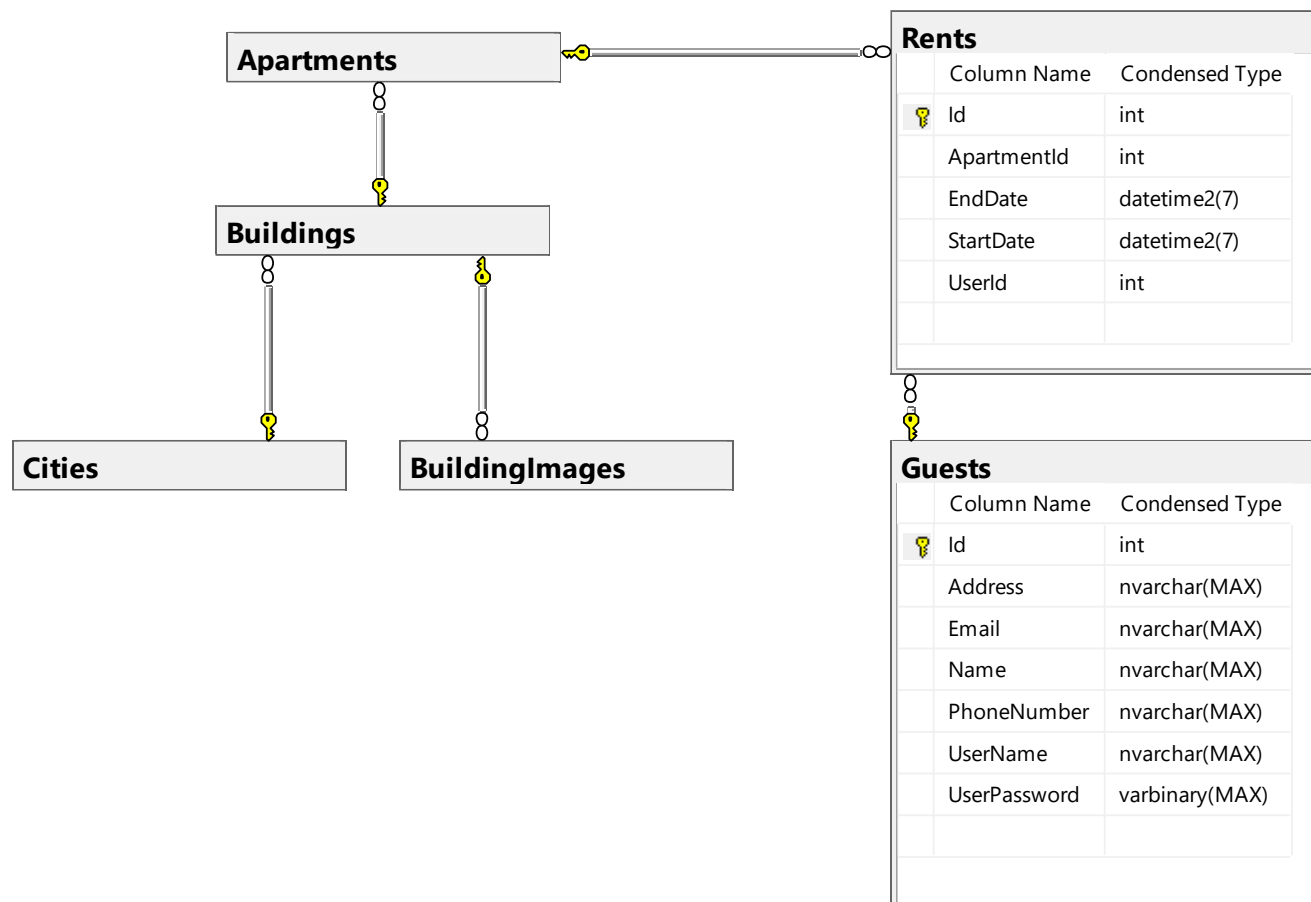 Apartments
Buildings
Cities
BuildingImages
Rents
Column Name Condensed Type
Id int
ApartmentId int
EndDate datetime2(7)
StartDate datetime2(7)
UserId int
Guests
Column Name Condensed Type
Id int
Address nvarchar(MAX)
Email nvarchar(MAX)
Name nvarchar(MAX)
PhoneNumber nvarchar(MAX)
UserName nvarchar(MAX)
UserPassword varbinary(MAX)